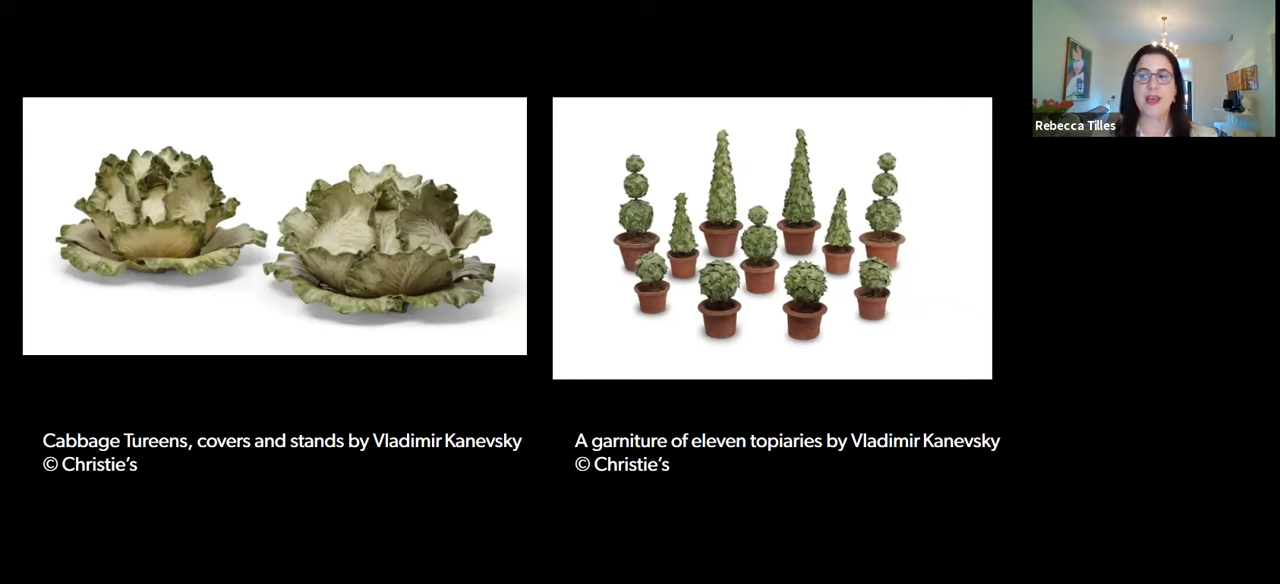 Rebecca Tilles
Cabbage Tureens, covers and stands by Vladimir Kanevsky
© Christie's
A garniture of eleven topiaries by Vladimir Kanevsky
© Christie's